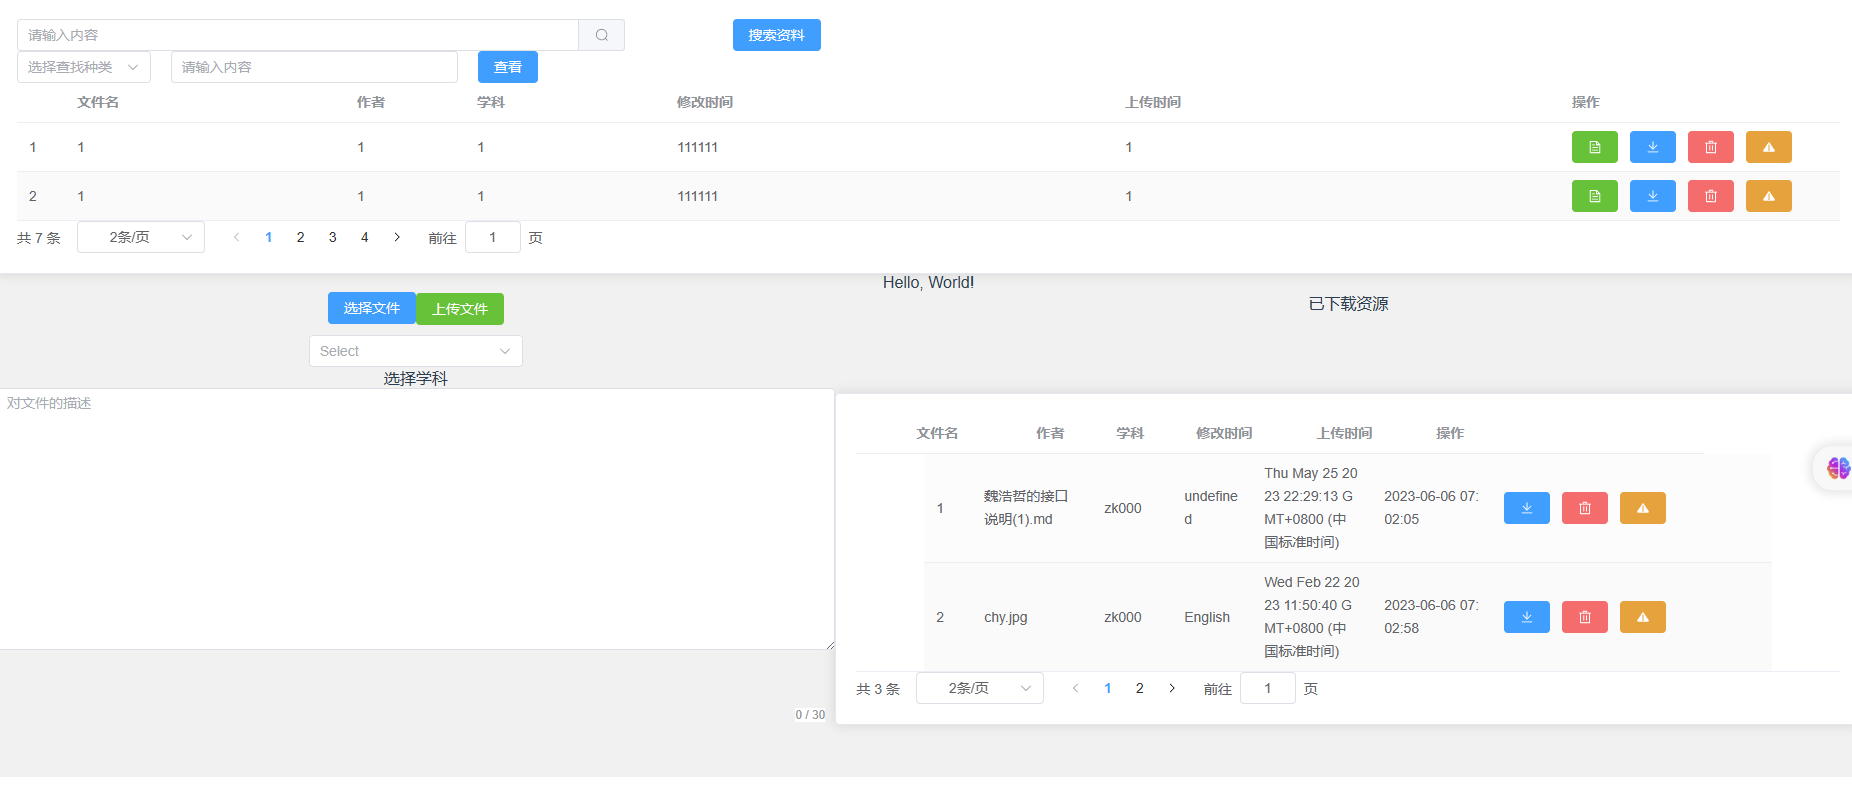 请输入内容
搜索资料
选择查找种类 请输入内容 查看
文件名 作者 学科 修改时间 上传时间 操作
1 1 1 1 111111 1
2 1 1 1 111111 1
共 7 条 2条/页 1 2 3 4 前往 1 页
Hello, World!
已下载资源
选择文件 上传文件
Select
选择学科
对文件的描述
0 / 30
文件名 作者 学科 修改时间 上传时间 操作
1 魏浩哲的接口说明(1).md zk000 undefined Thu May 25 2023 22:29:13 GMT+0800 (中国标准时间) 2023-06-06 07:02:05
2 chy.jpg zk000 English Wed Feb 22 2023 11:50:40 GMT+0800 (中国标准时间) 2023-06-06 07:02:58
共 3 条 2条/页 1 2 前往 1 页